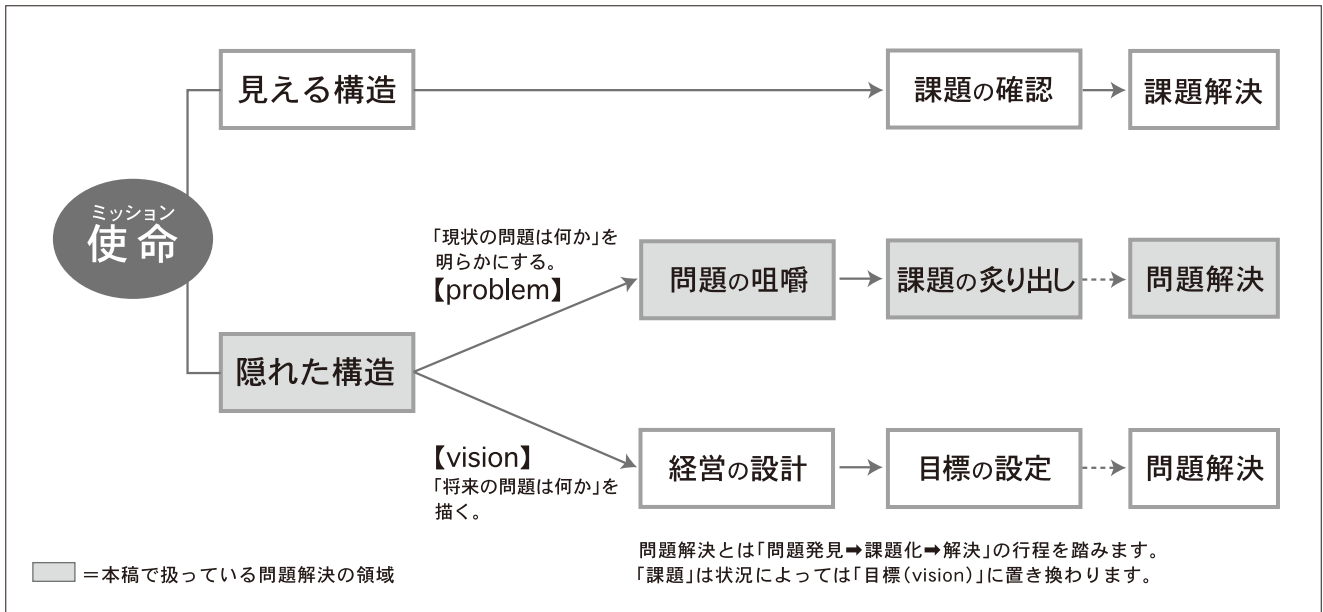 見える構造
課題の確認
課題解決
ミッション
使命
「現状の問題は何か」を
明らかにする。
【problem】
問題の咀嚼
課題の炙り出し
問題解決
隠れた構造
【vision】
「将来の問題は何か」を
描く。
経営の設計
目標の設定
問題解決
問題解決とは「問題発見➡課題化➡解決」の行程を踏みます。
「課題」は状況によっては「目標(vision)」に置き換わります。
=本稿で扱っている問題解決の領域